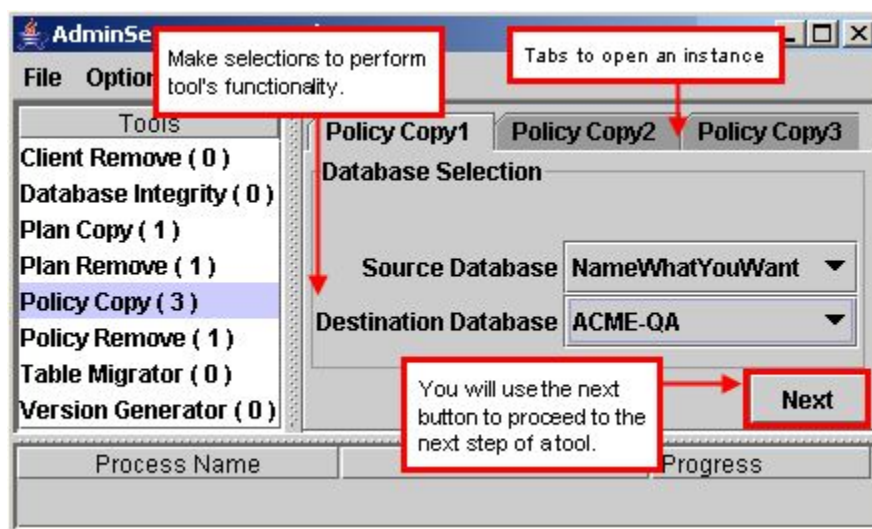 AdminSe
Make selections to perform
tool's functionality.
Tabs to open an instance
File Option
Tools
Client Remove ( 0 )
Database Integrity ( 0 )
Plan Copy ( 1 )
Plan Remove ( 1 )
Policy Copy ( 3 )
Policy Remove ( 1 )
Table Migrator ( 0 )
Version Generator ( 0 )
Policy Copy1 Policy Copy2 Policy Copy3
Database Selection
Source Database NameWhatYouWant
Destination Database ACME-QA
You will use the next
button to proceed to the
next step of a tool.
Next
Process Name Progress